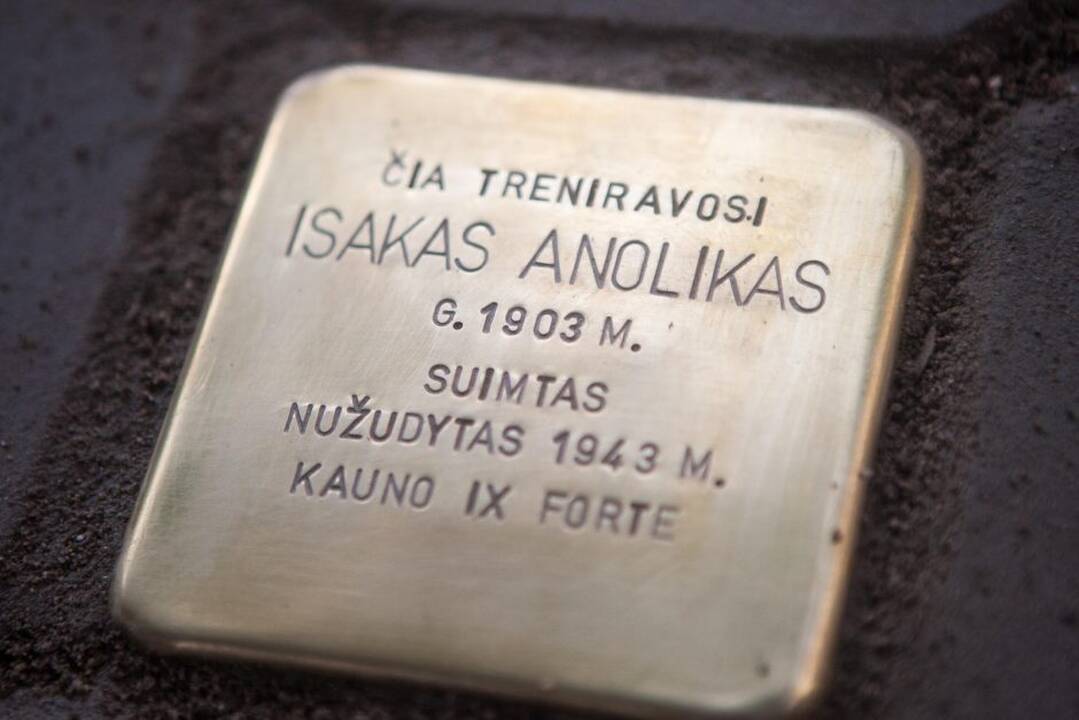 ČIA TRENIRAVOSI
ISAKAS ANOLIKAS
G. 1903 M.
SUIMTAS
NUŽUDYTAS 1943 M.
KAUNO IX FORTE